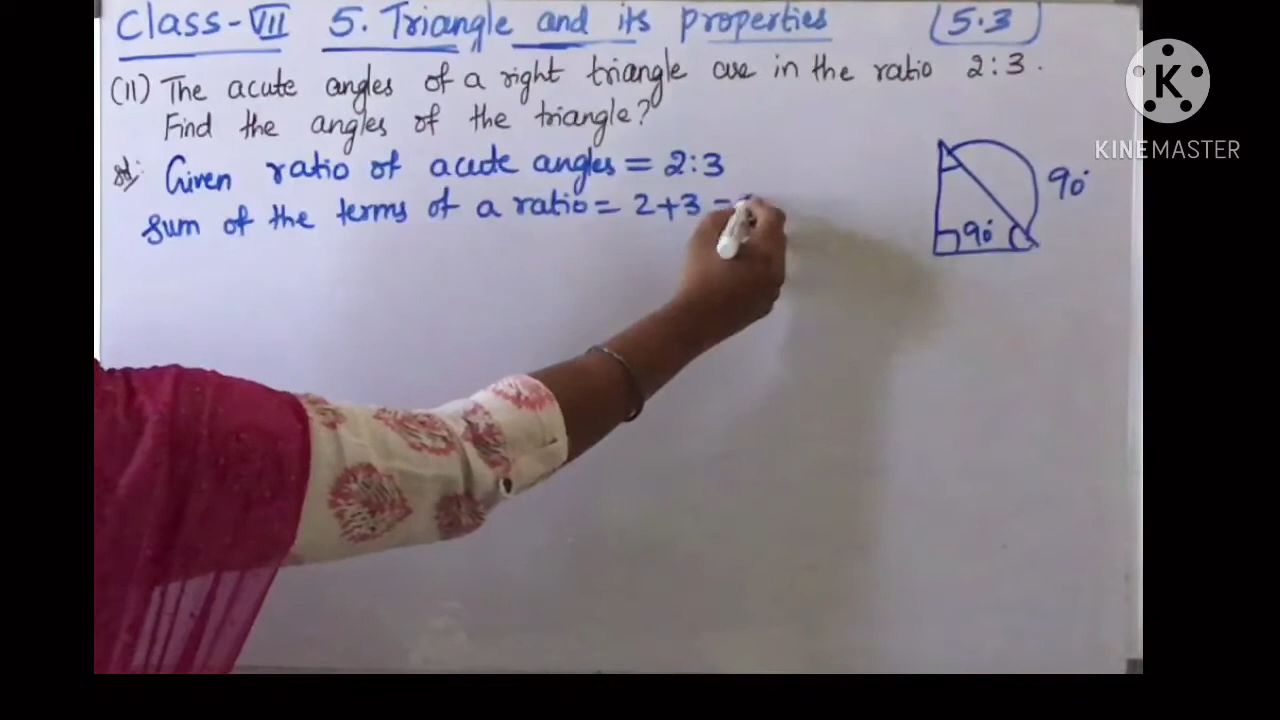 Class-VII 5. Triangle and its properties (5.3)
(11) The acute angles of a right triangle are in the ratio 2:3.
Find the angles of the triangle?
Sol: Given ratio of acute angles = 2:3
Sum of the terms of a ratio = 2+3 =
90°
90°
K
KINEMASTER